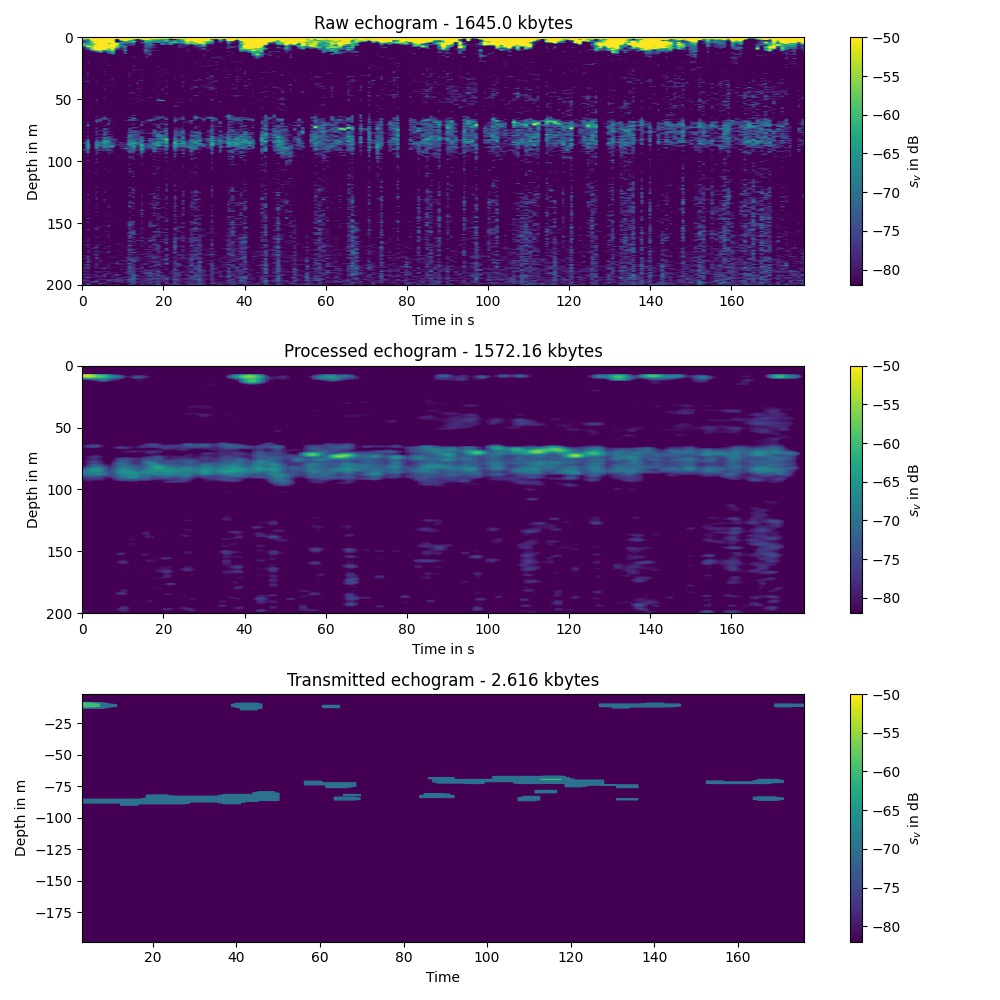 Raw echogram - 1645.0 kbytes
0
50
100
150
200
Depth in m
0 20 40 60 80 100 120 140 160
Time in s
−50
−55
−60
−65
−70
−75
−80
sv in dB
Processed echogram - 1572.16 kbytes
0
50
100
150
200
Depth in m
0 20 40 60 80 100 120 140 160
Time in s
−50
−55
−60
−65
−70
−75
−80
sv in dB
Transmitted echogram - 2.616 kbytes
−25
−50
−75
−100
−125
−150
−175
Depth in m
20 40 60 80 100 120 140 160
Time
−50
−55
−60
−65
−70
−75
−80
sv in dB